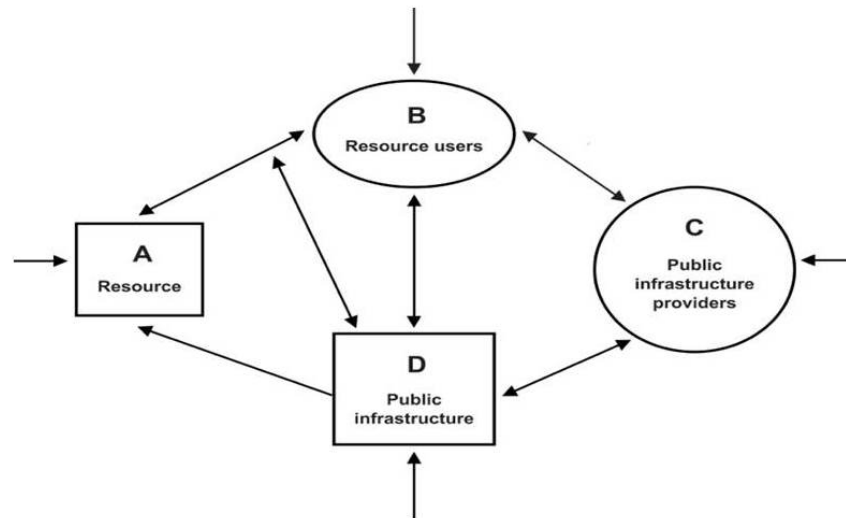 B
Resource users
A
Resource
C
Public
infrastructure
providers
D
Public
infrastructure